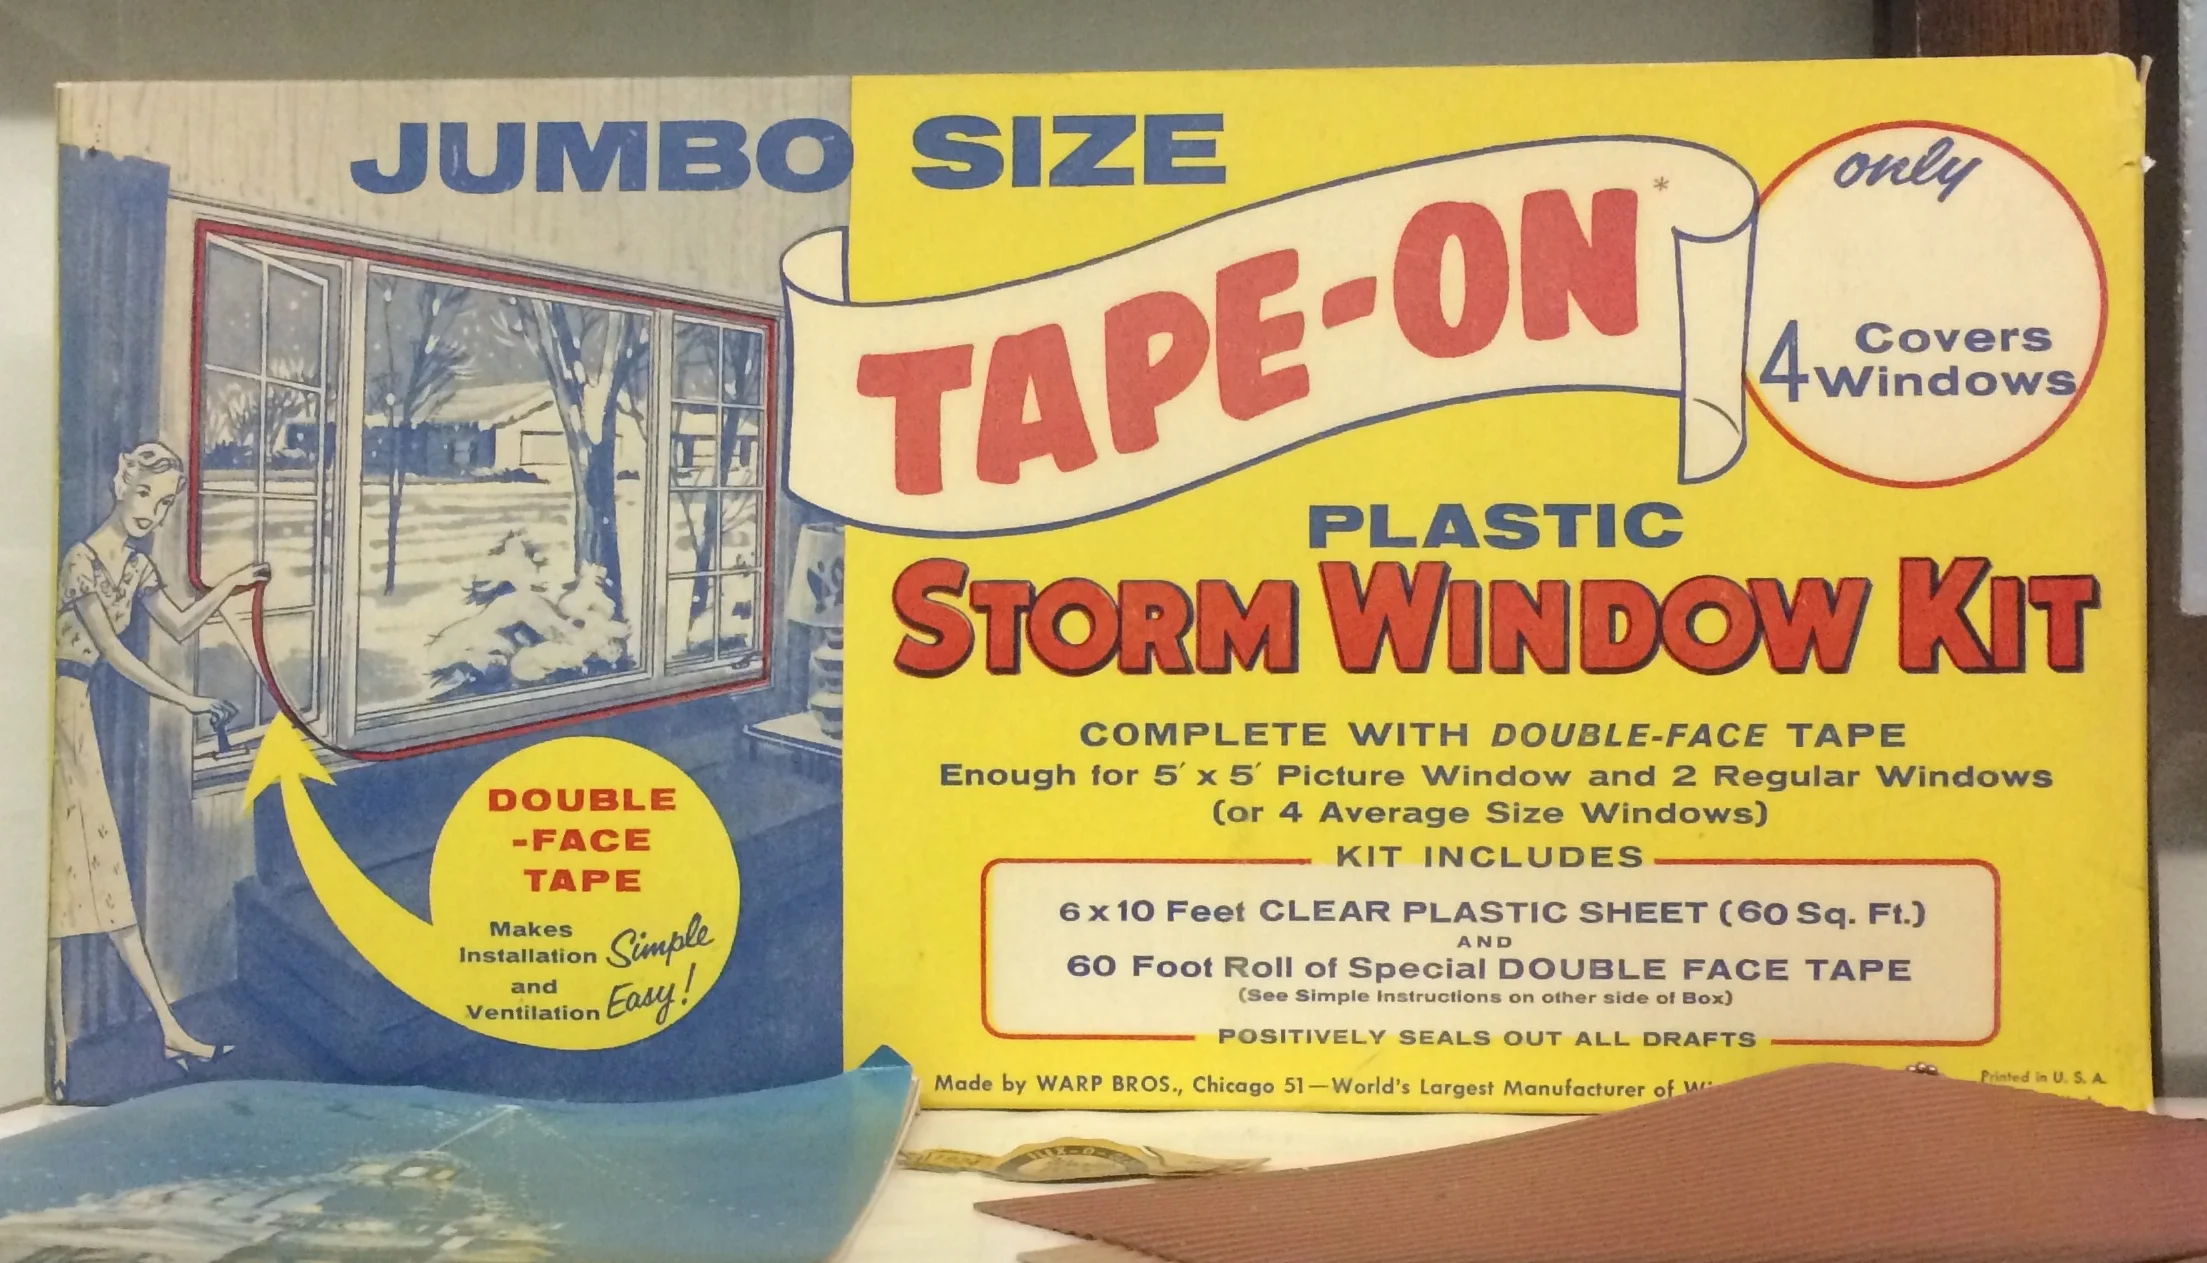 JUMBO SIZE
TAPE-ON*
only
Covers
4 Windows
PLASTIC
STORM WINDOW KIT
COMPLETE WITH DOUBLE-FACE TAPE
Enough for 5′ x 5′ Picture Window and 2 Regular Windows
(or 4 Average Size Windows)
KIT INCLUDES
6 x 10 Feet CLEAR PLASTIC SHEET (60 Sq. Ft.)
AND
60 Foot Roll of Special DOUBLE FACE TAPE
(See Simple Instructions on other side of Box)
POSITIVELY SEALS OUT ALL DRAFTS
Made by WARP BROS., Chicago 51—World's Largest Manufacturer of
Printed in U. S. A.
DOUBLE
-FACE
TAPE
Makes
Installation Simple
and
Ventilation Easy!